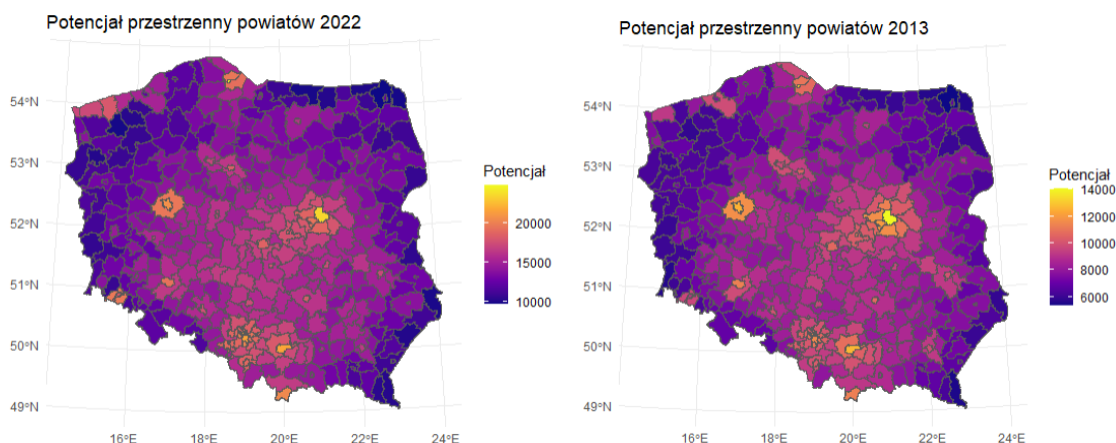 Potencjał przestrzenny powiatów 2022
54°N
53°N
52°N
51°N
50°N
49°N
16°E
18°E
20°E
22°E
24°E
Potencjał
20000
15000
10000
Potencjał przestrzenny powiatów 2013
54°N
53°N
52°N
51°N
50°N
49°N
16°E
18°E
20°E
22°E
24°E
Potencjał
14000
12000
10000
8000
6000